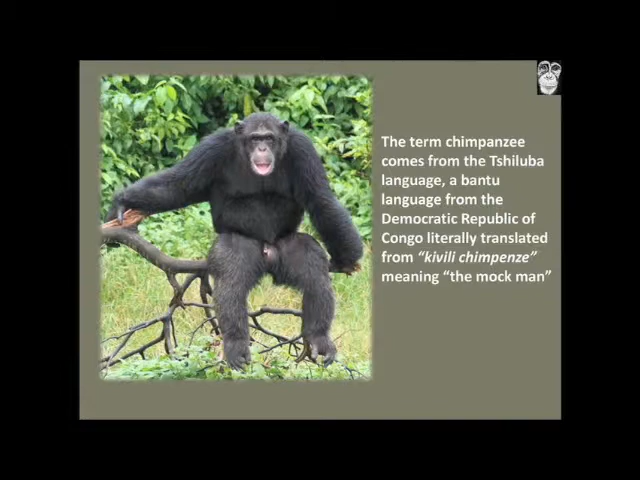 The term chimpanzee
comes from the Tshiluba
language, a bantu
language from the
Democratic Republic of
Congo literally translated
from “kivili chimpenze”
meaning “the mock man”